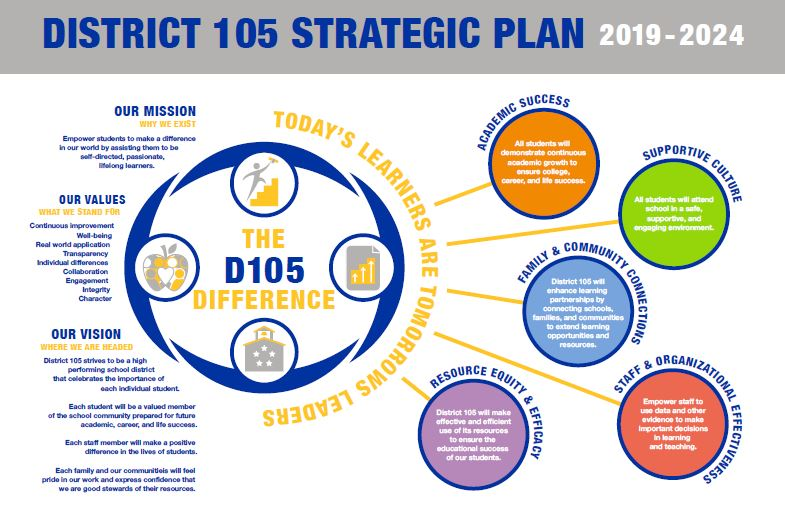 DISTRICT 105 STRATEGIC PLAN 2019-2024
OUR MISSION
WHY WE EXIST
Empower students to make a difference
in our world by assisting them to be
self-directed, passionate,
lifelong learners.
OUR VALUES
WHAT WE STAND FOR
Continuous improvement
Well-being
Real world application
Transparency
Individual differences
Collaboration
Engagement
Integrity
Character
OUR VISION
WHERE WE ARE HEADED
District 105 strives to be a high
performing school district
that celebrates the importance of
each individual student.
Each student will be a valued member
of the school community prepared for future
academic, career, and life success.
Each staff member will make a positive
difference in the lives of students.
Each family and our communities will feel
pride in our work and express confidence that
we are good stewards of their resources.
THE
D105
DIFFERENCE
TODAY'S LEARNERS ARE TOMORROWS LEADERS
ACADEMIC SUCCESS
All students will
demonstrate continuous
academic growth to
ensure college,
career, and life success.
SUPPORTIVE CULTURE
All students will attend
school in a safe,
supportive, and
engaging environment.
FAMILY & COMMUNITY CONNECTIONS
District 105 will
enhance learning
partnerships by
connecting schools,
families, and communities
to extend learning
opportunities and
resources.
STAFF & ORGANIZATIONAL EFFECTIVENESS
Empower staff to
use data and other
evidence to make
important decisions
in learning
and teaching.
RESOURCE EQUITY & EFFICACY
District 105 will make
effective and efficient
use of its resources
to ensure the
educational success
of our students.